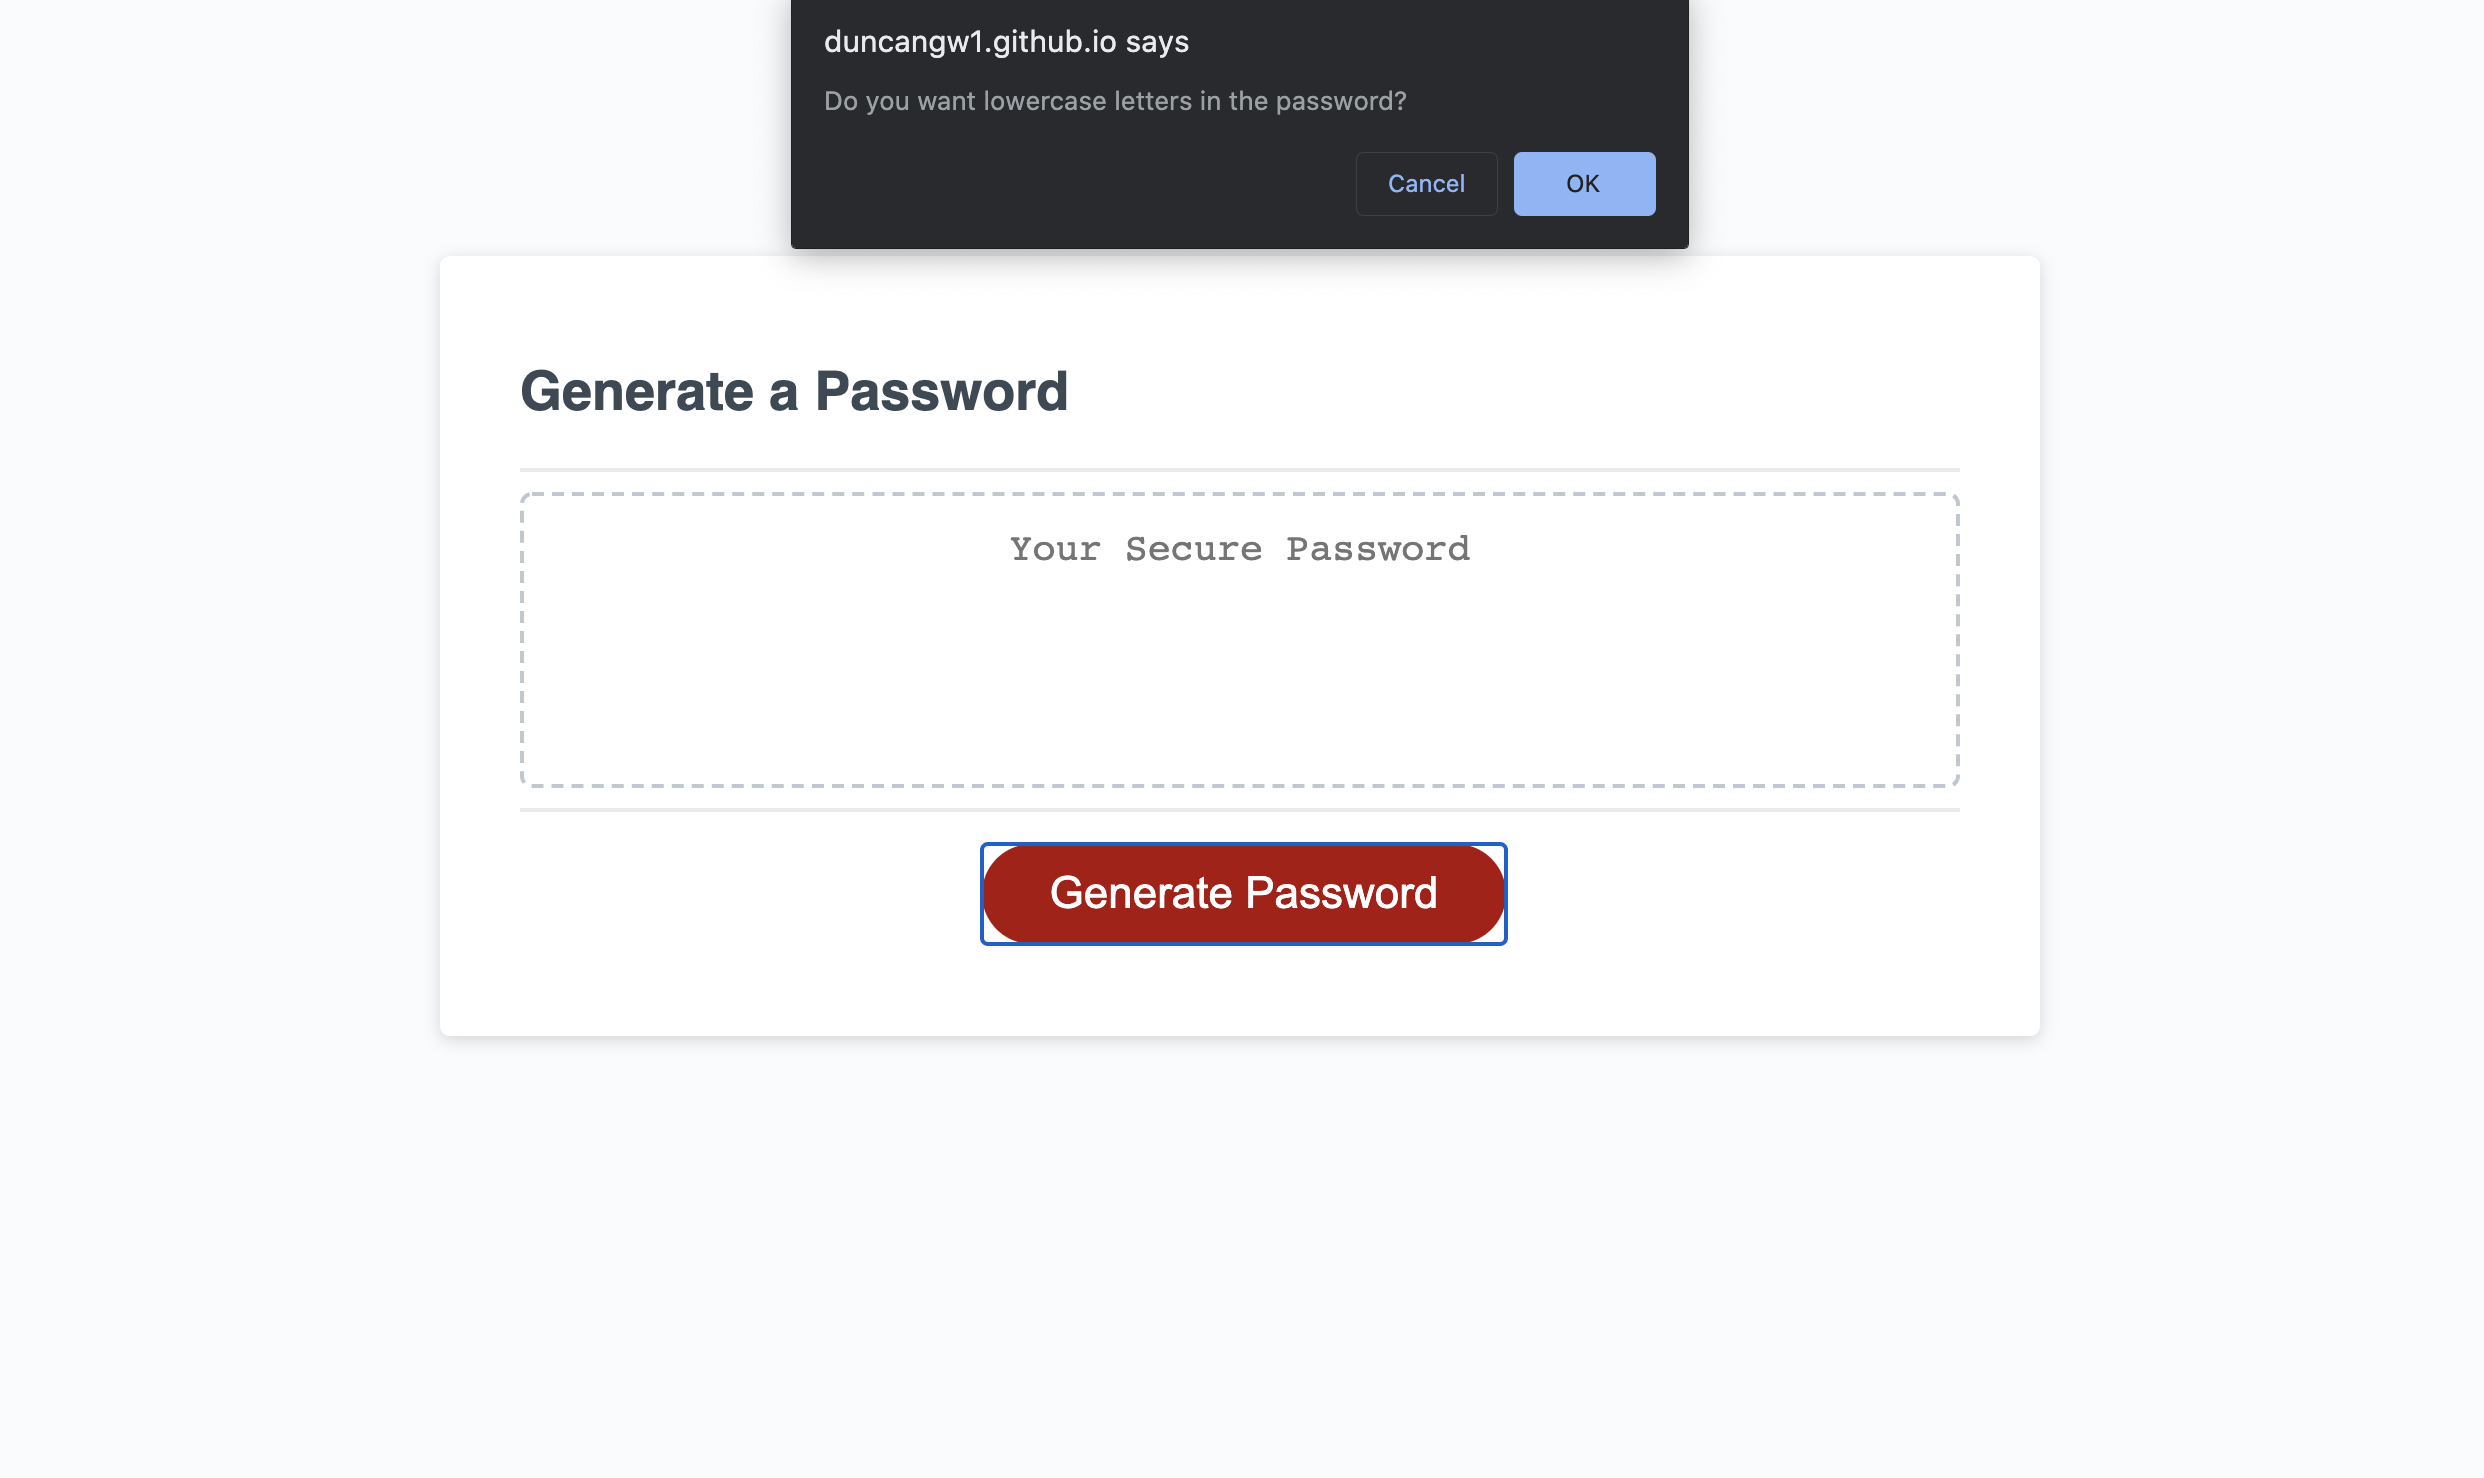 duncangw1.github.io says
Do you want lowercase letters in the password?
Cancel
OK
Generate a Password
Your Secure Password
Generate Password